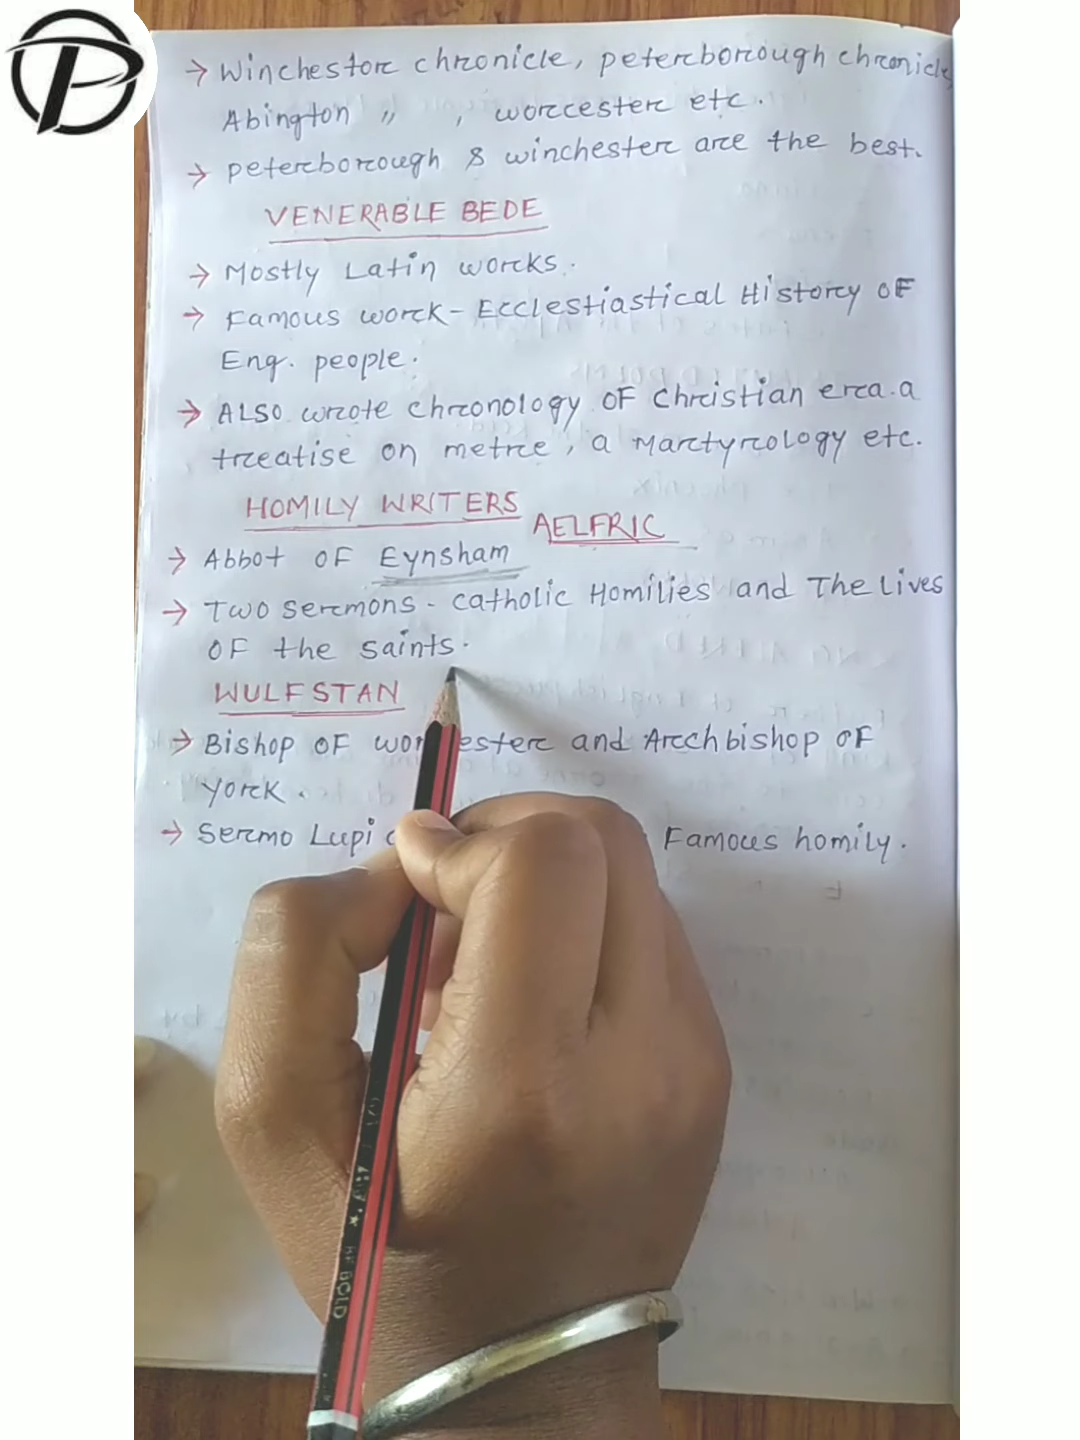 → Winchester chronicle, peterborough chronicle,
Abington " , worcester etc.
→ peterborough & winchester are the best.
VENERABLE BEDE
→ Mostly Latin works.
→ Famous work - Ecclestiastical History OF
Eng. people.
→ ALSO wrote chronology OF christian era. a
treatise on metre, a Martyrology etc.
HOMILY WRITERS
AELFRIC
→ Abbot OF Eynsham
→ Two sermons - catholic Homilies and The Lives
OF the saints.
WULFSTAN
→ Bishop OF and Archbishop OF
York.
→ Sermo Lupi Famous homily.
HB GOLD